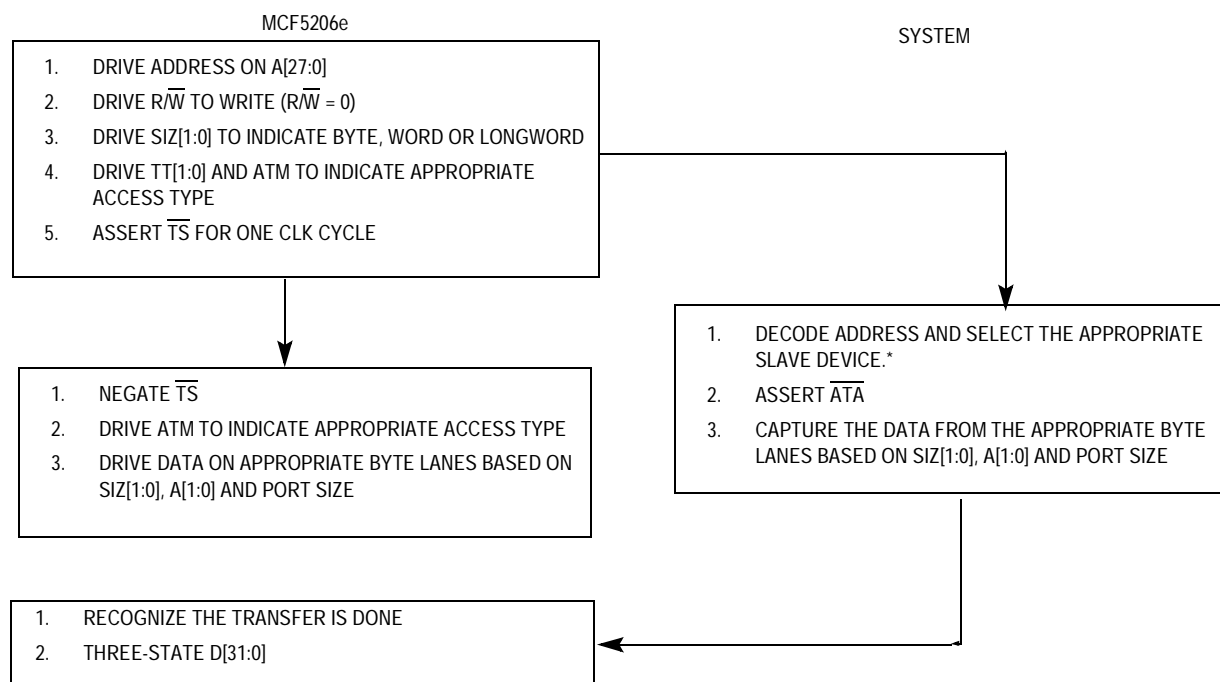 MCF5206e
SYSTEM
1. DRIVE ADDRESS ON A[27:0]
2. DRIVE R/W̅ TO WRITE (R/W̅ = 0)
3. DRIVE SIZ[1:0] TO INDICATE BYTE, WORD OR LONGWORD
4. DRIVE TT[1:0] AND ATM TO INDICATE APPROPRIATE
ACCESS TYPE
5. ASSERT T̅S̅ FOR ONE CLK CYCLE
1. DECODE ADDRESS AND SELECT THE APPROPRIATE
SLAVE DEVICE.*
2. ASSERT A̅T̅A̅
3. CAPTURE THE DATA FROM THE APPROPRIATE BYTE
LANES BASED ON SIZ[1:0], A[1:0] AND PORT SIZE
1. NEGATE T̅S̅
2. DRIVE ATM TO INDICATE APPROPRIATE ACCESS TYPE
3. DRIVE DATA ON APPROPRIATE BYTE LANES BASED ON
SIZ[1:0], A[1:0] AND PORT SIZE
1. RECOGNIZE THE TRANSFER IS DONE
2. THREE-STATE D[31:0]